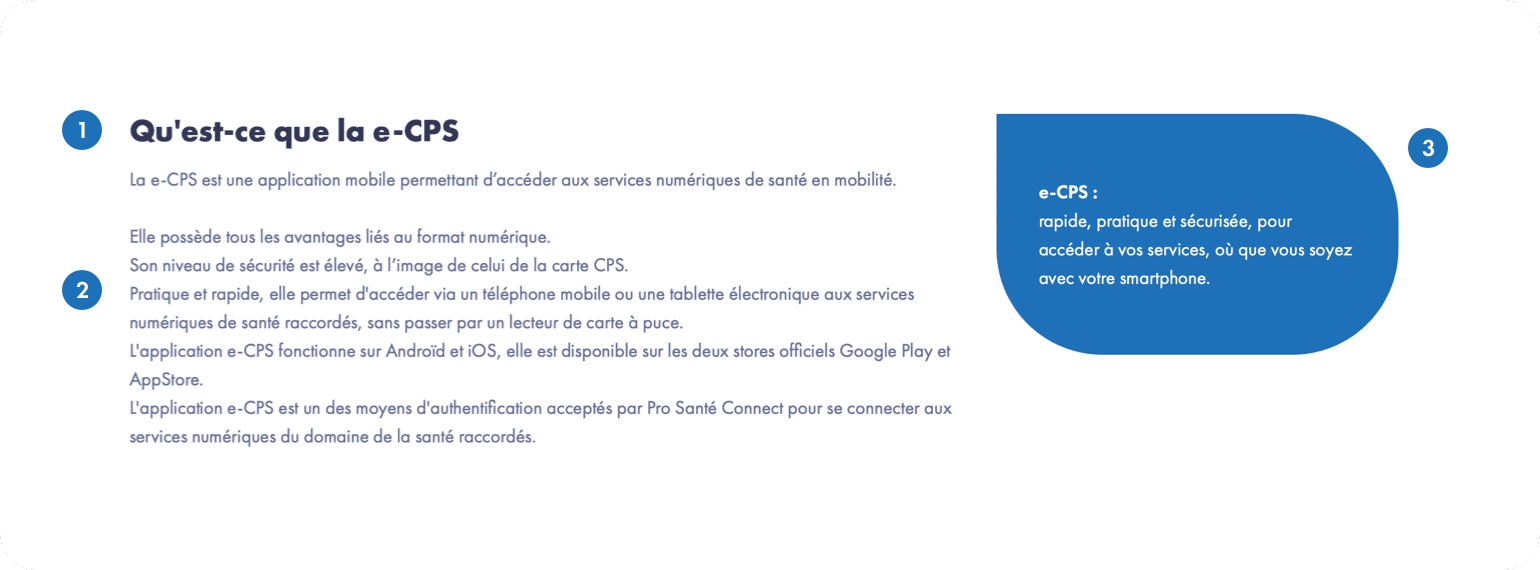 1
Qu'est-ce que la e-CPS
La e-CPS est une application mobile permettant d’accéder aux services numériques de santé en mobilité.
Elle possède tous les avantages liés au format numérique.
Son niveau de sécurité est élevé, à l’image de celui de la carte CPS.
2
Pratique et rapide, elle permet d'accéder via un téléphone mobile ou une tablette électronique aux services
numériques de santé raccordés, sans passer par un lecteur de carte à puce.
L'application e-CPS fonctionne sur Androïd et iOS, elle est disponible sur les deux stores officiels Google Play et
AppStore.
L'application e-CPS est un des moyens d'authentification acceptés par Pro Santé Connect pour se connecter aux
services numériques du domaine de la santé raccordés.
3
e-CPS :
rapide, pratique et sécurisée, pour
accéder à vos services, où que vous soyez
avec votre smartphone.